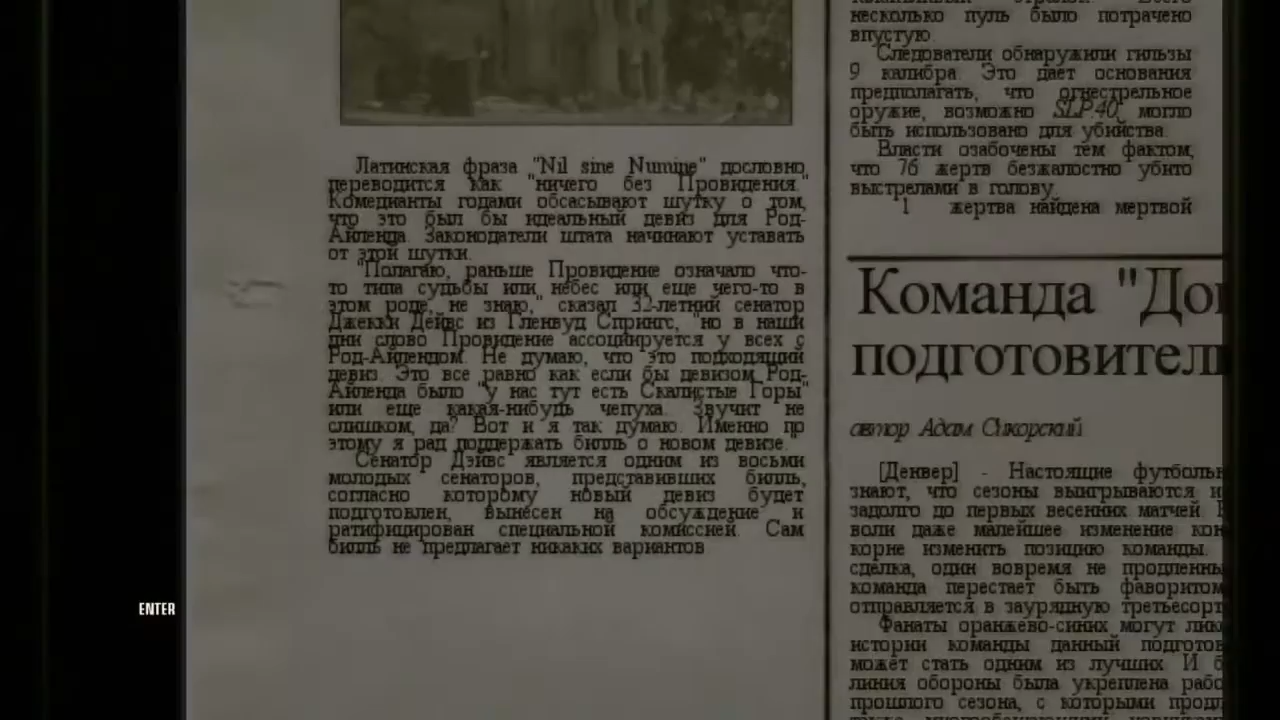 Латинская фраза "Nil sine Numine" дословно
переводится как "ничего без Провидения."
Комедианты годами обсасывают шутку о том,
что это был бы идеальный девиз для Род-
Айленда. Законодатели штата начинают уставать
от этой шутки.
"Полагаю, раньше Провидение означало что-
то типа судьбы или небес или еще чего-то в
этом роде, не знаю," сказал 32-летний сенатор
Джекки Дейвс из Гленвуд Спрингс, "но в наши
дни слово Провидение ассоциируется у всех с
Род-Айлендом. Не думаю, что это подходящий
девиз. Это все равно как если бы девизом Род-
Айленда было "у нас тут есть Скалистые Горы"
или еще какая-нибудь чепуха. Звучит не
слишком, да? Вот и я так думаю. Именно по
этому я рад поддержать билль о новом девизе."
Сенатор Дэйвс является одним из восьми
молодых сенаторов, представивших билль,
согласно которому новый девиз будет
подготовлен, вынесен на обсуждение и
ратифицирован специальной комиссией. Сам
билль не предлагает никаких вариантов
несколько пуль было потрачено
впустую.
Следователи обнаружили гильзы
9 калибра. Это дает основания
предполагать, что огнестрельное
оружие, возможно SLP.40, могло
быть использовано для убийства.
Власти озабочены тем фактом,
что 76 жертв безжалостно убито
выстрелами в голову.
1 жертва найдена мертвой
Команда "До
подготовител
автор Адам Сикорский
[Денвер] - Настоящие футболь
знают, что сезоны выигрываются и
задолго до первых весенних матчей.
воли даже малейшее изменение кон
корне изменить позицию команды.
сделка, один вовремя не продленны
команда перестает быть фаворитом
отправляется в заурядную третьесорт
Фанаты оранжево-синих могут лик
истории команды данный подготов
может стать одним из лучших. И б
линия обороны была укреплена рабо
прошлого сезона, с которыми продл
ENTER